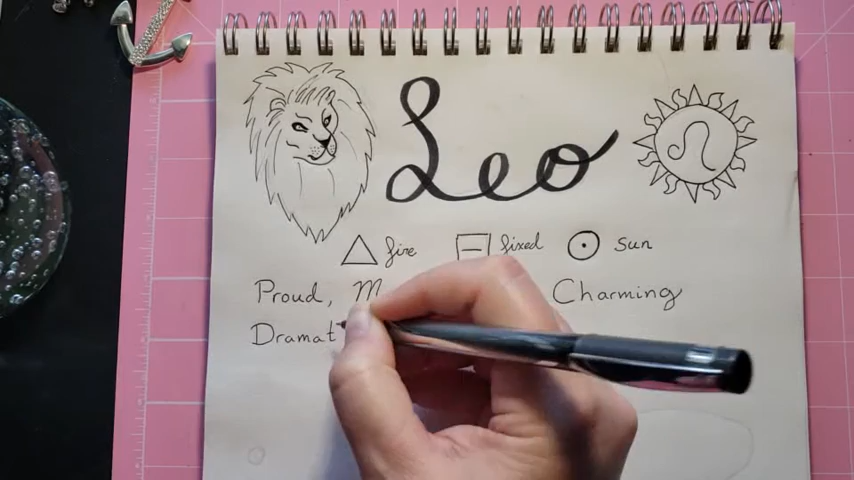 Leo
fire fixed sun
Proud, Charming
Dramat